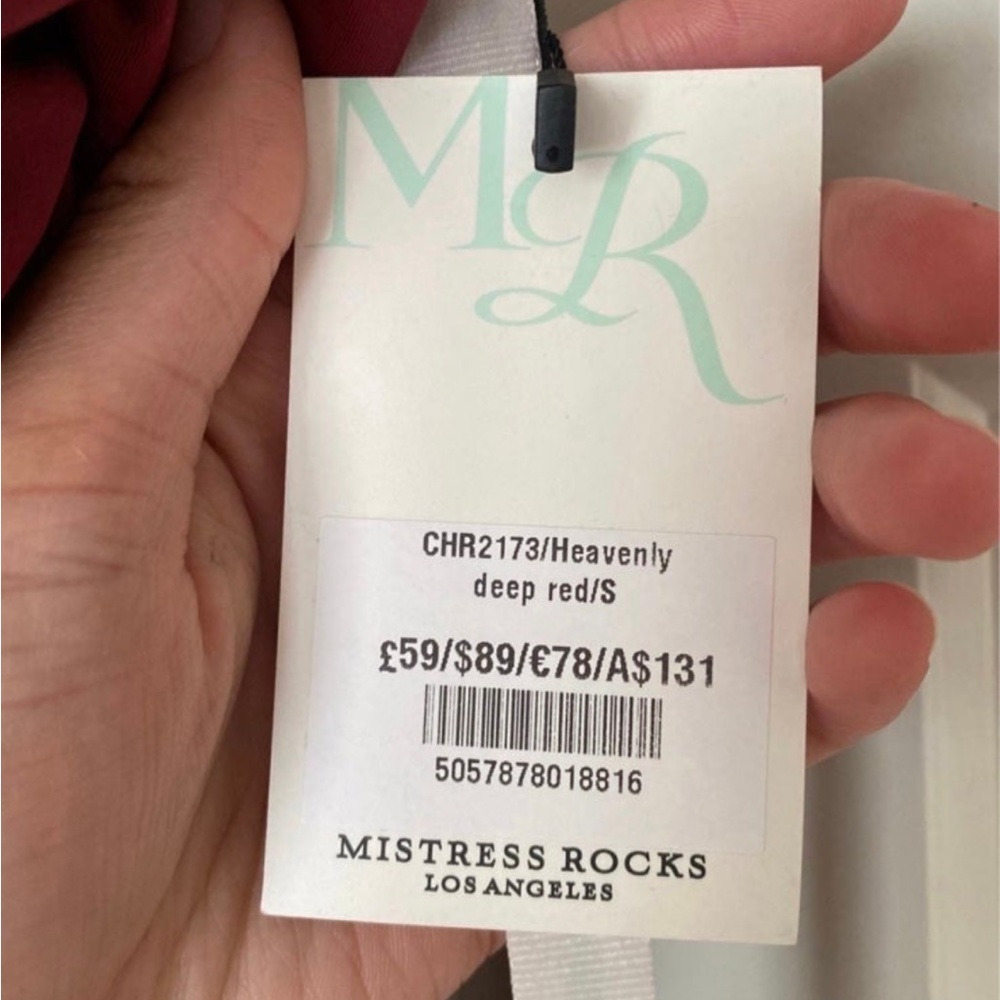 MR
CHR2173/Heavenly
deep red/S
£59/$89/€78/A$131
5057878018816
MISTRESS ROCKS
LOS ANGELES